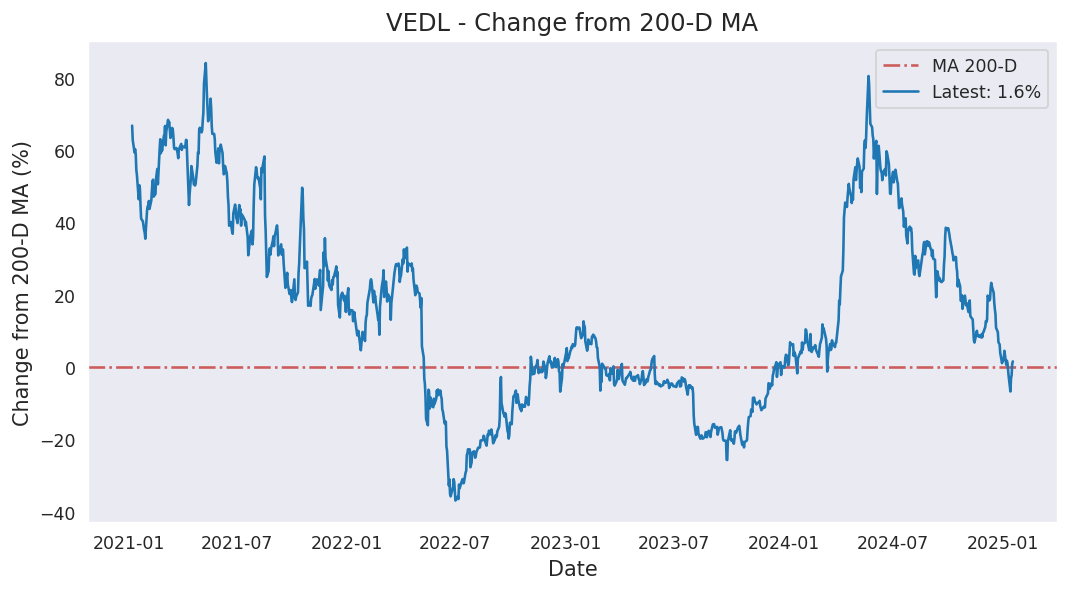 VEDL - Change from 200-D MA
MA 200-D
Latest: 1.6%
Change from 200-D MA (%)
80
60
40
20
0
−20
−40
2021-01 2021-07 2022-01 2022-07 2023-01 2023-07 2024-01 2024-07 2025-01
Date